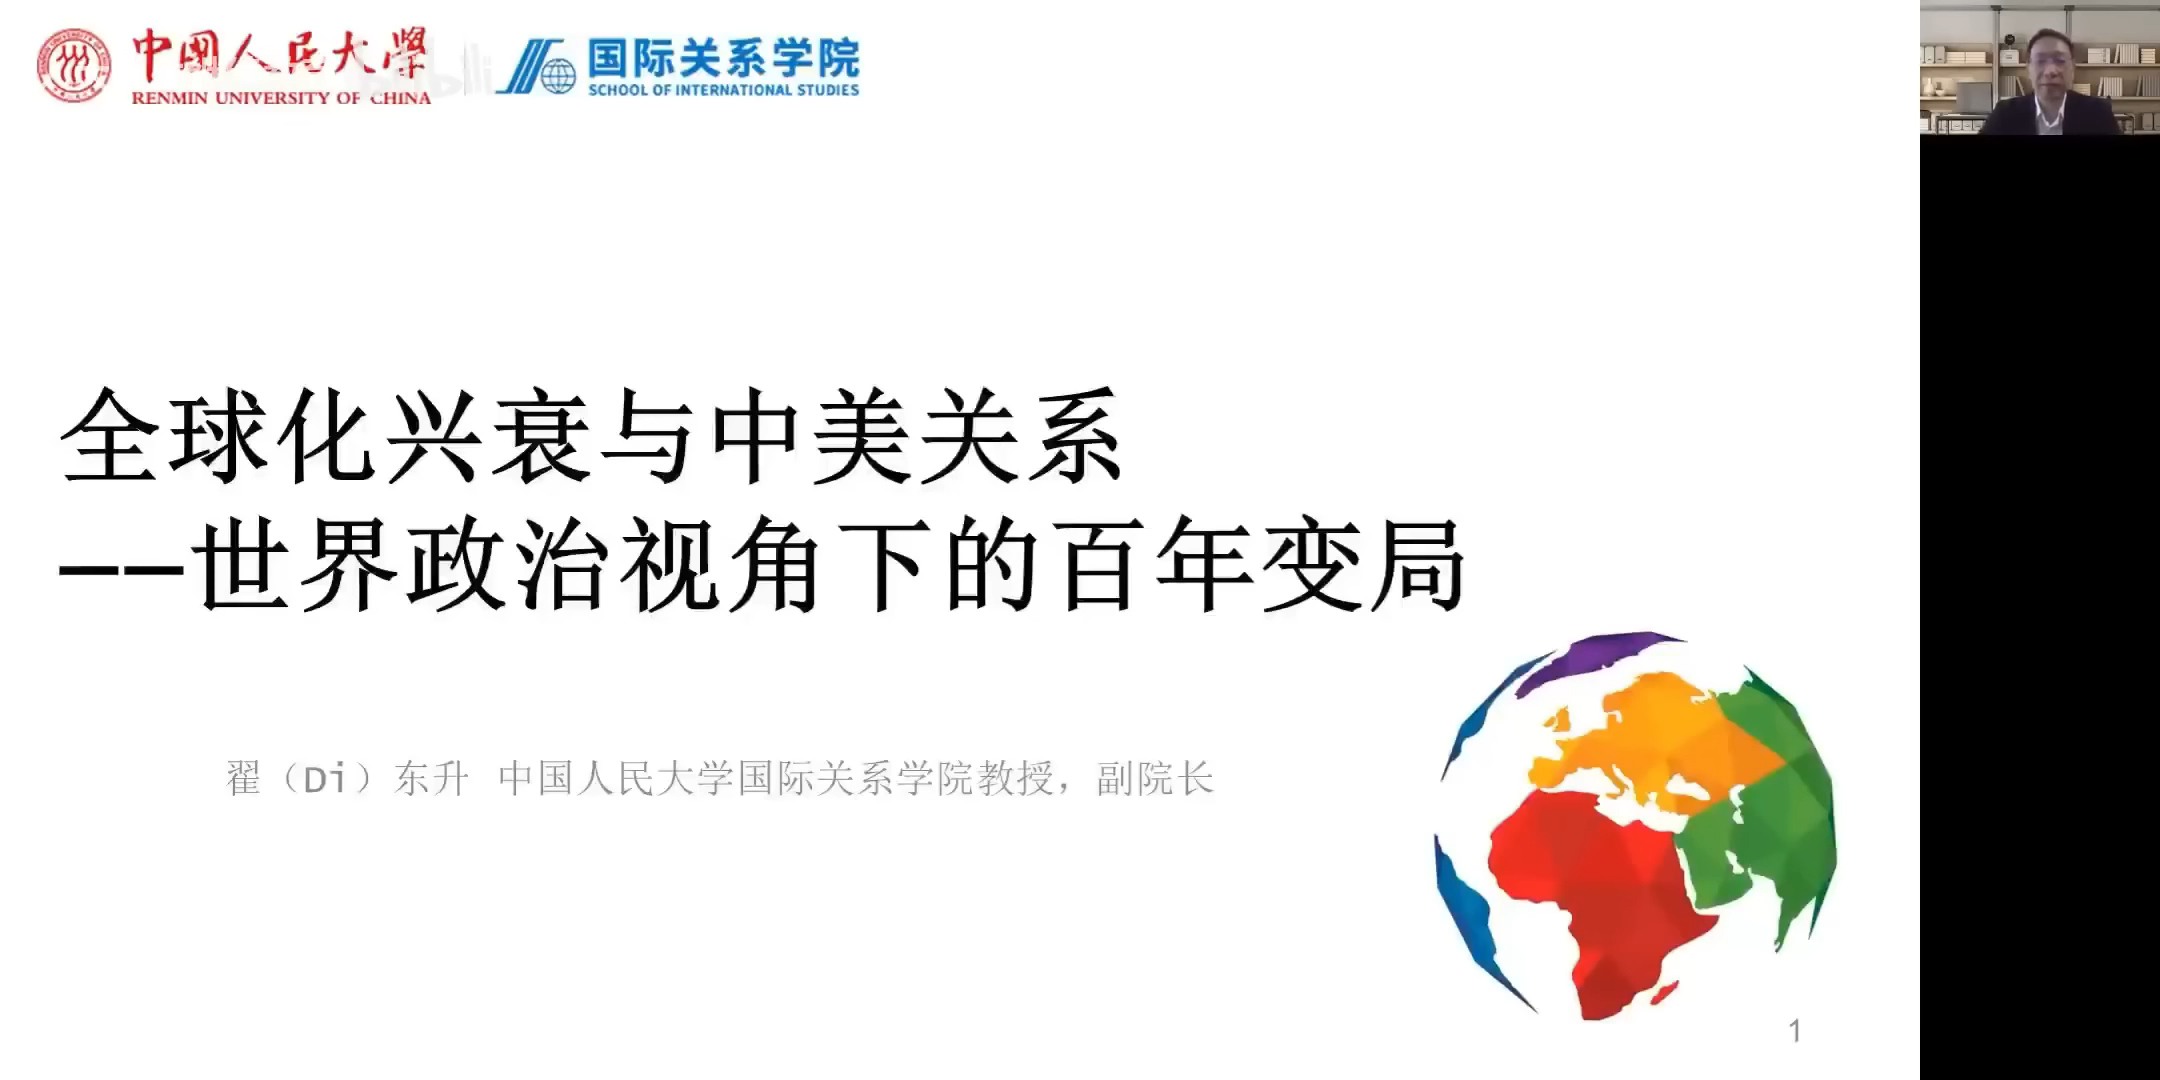 中国人民大学
RENMIN UNIVERSITY OF CHINA
国际关系学院
SCHOOL OF INTERNATIONAL STUDIES
全球化兴衰与中美关系
——世界政治视角下的百年变局
翟（Di）东升 中国人民大学国际关系学院教授，副院长
1